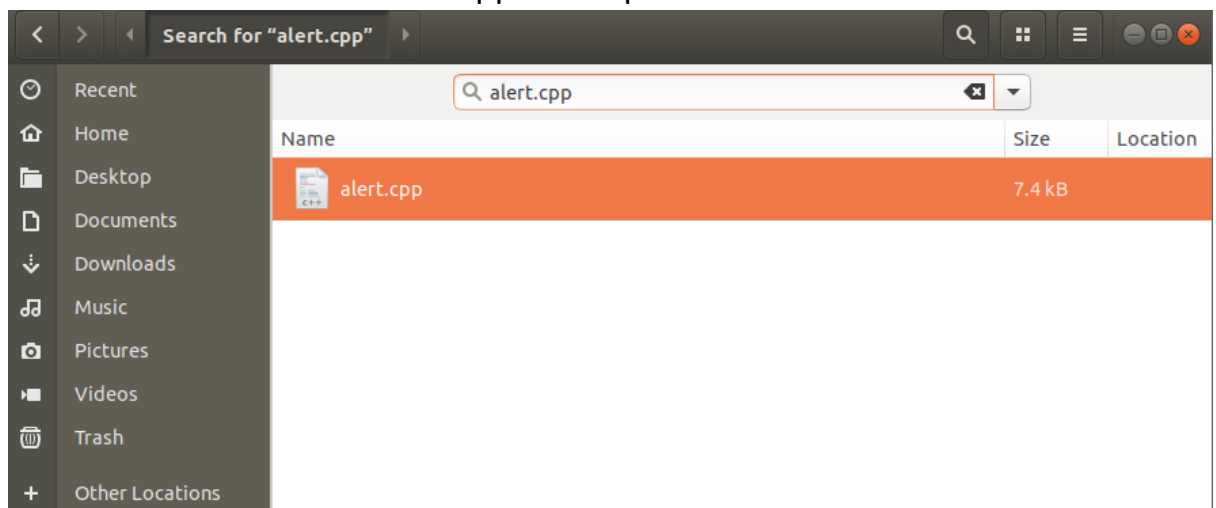 Search for “alert.cpp”
alert.cpp
Name Size Location
alert.cpp 7.4 kB
c++
Recent
Home
Desktop
Documents
Downloads
Music
Pictures
Videos
Trash
+ Other Locations